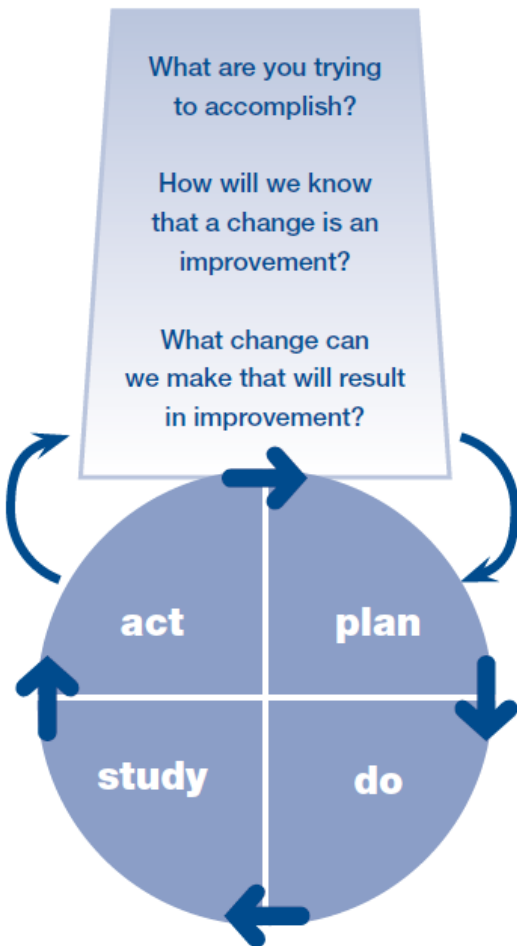 What are you trying
to accomplish?
How will we know
that a change is an
improvement?
What change can
we make that will result
in improvement?
act
plan
study
do